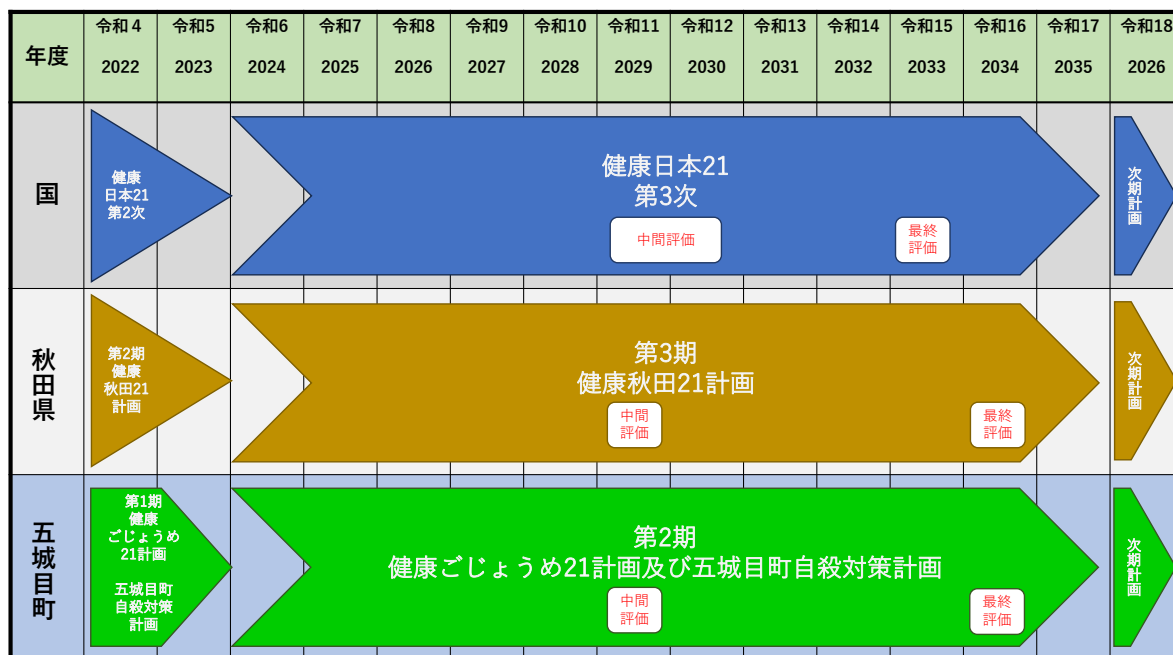 年度
令和4 令和5 令和6 令和7 令和8 令和9 令和10 令和11 令和12 令和13 令和14 令和15 令和16 令和17 令和18
2022 2023 2024 2025 2026 2027 2028 2029 2030 2031 2032 2033 2034 2035 2026
国
健康
日本21
第2次
健康日本21
第3次
中間評価
最終
評価
次期計画
秋田県
第2期
健康
秋田21
計画
第3期
健康秋田21計画
中間
評価
最終
評価
次期計画
五城目町
第1期
健康
ごじょうめ
21計画
五城目町
自殺対策
計画
第2期
健康ごじょうめ21計画及び五城目町自殺対策計画
中間
評価
最終
評価
次期計画